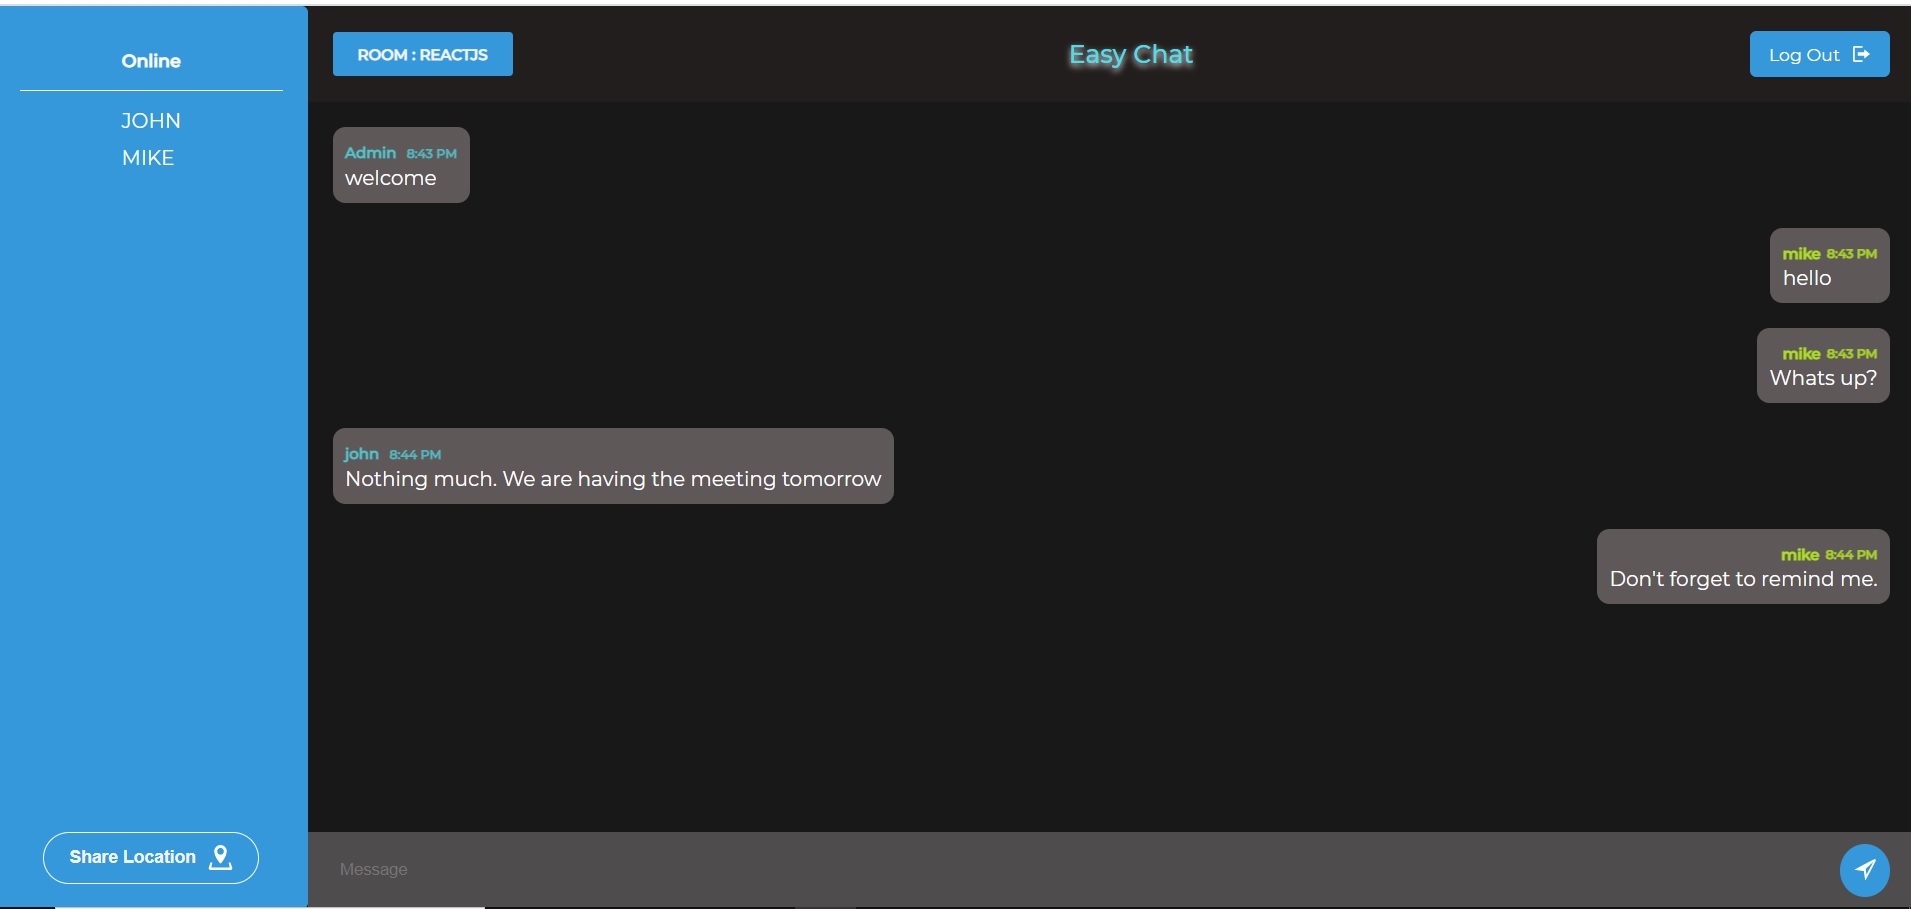 Online
JOHN
MIKE
Share Location
ROOM : REACTJS
Easy Chat
Log Out
Admin 8:43 PM
welcome
mike 8:43 PM
hello
mike 8:43 PM
Whats up?
john 8:44 PM
Nothing much. We are having the meeting tomorrow
mike 8:44 PM
Don't forget to remind me.
Message